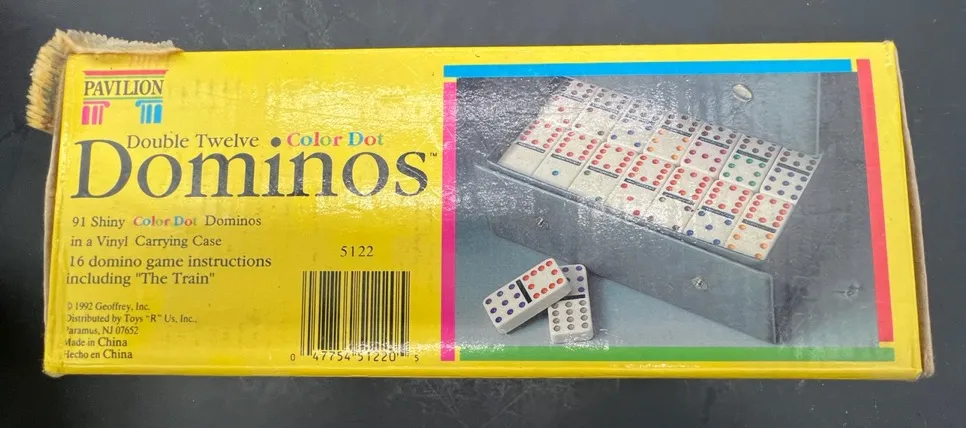 PAVILION
Double Twelve Color Dot
Dominos™
91 Shiny Color Dot Dominos
in a Vinyl Carrying Case
16 domino game instructions
including "The Train"
5122
© 1992 Geoffrey, Inc.
Distributed by Toys "R" Us, Inc.,
Paramus, NJ 07652
Made in China
Hecho en China
0 47754 51220 5